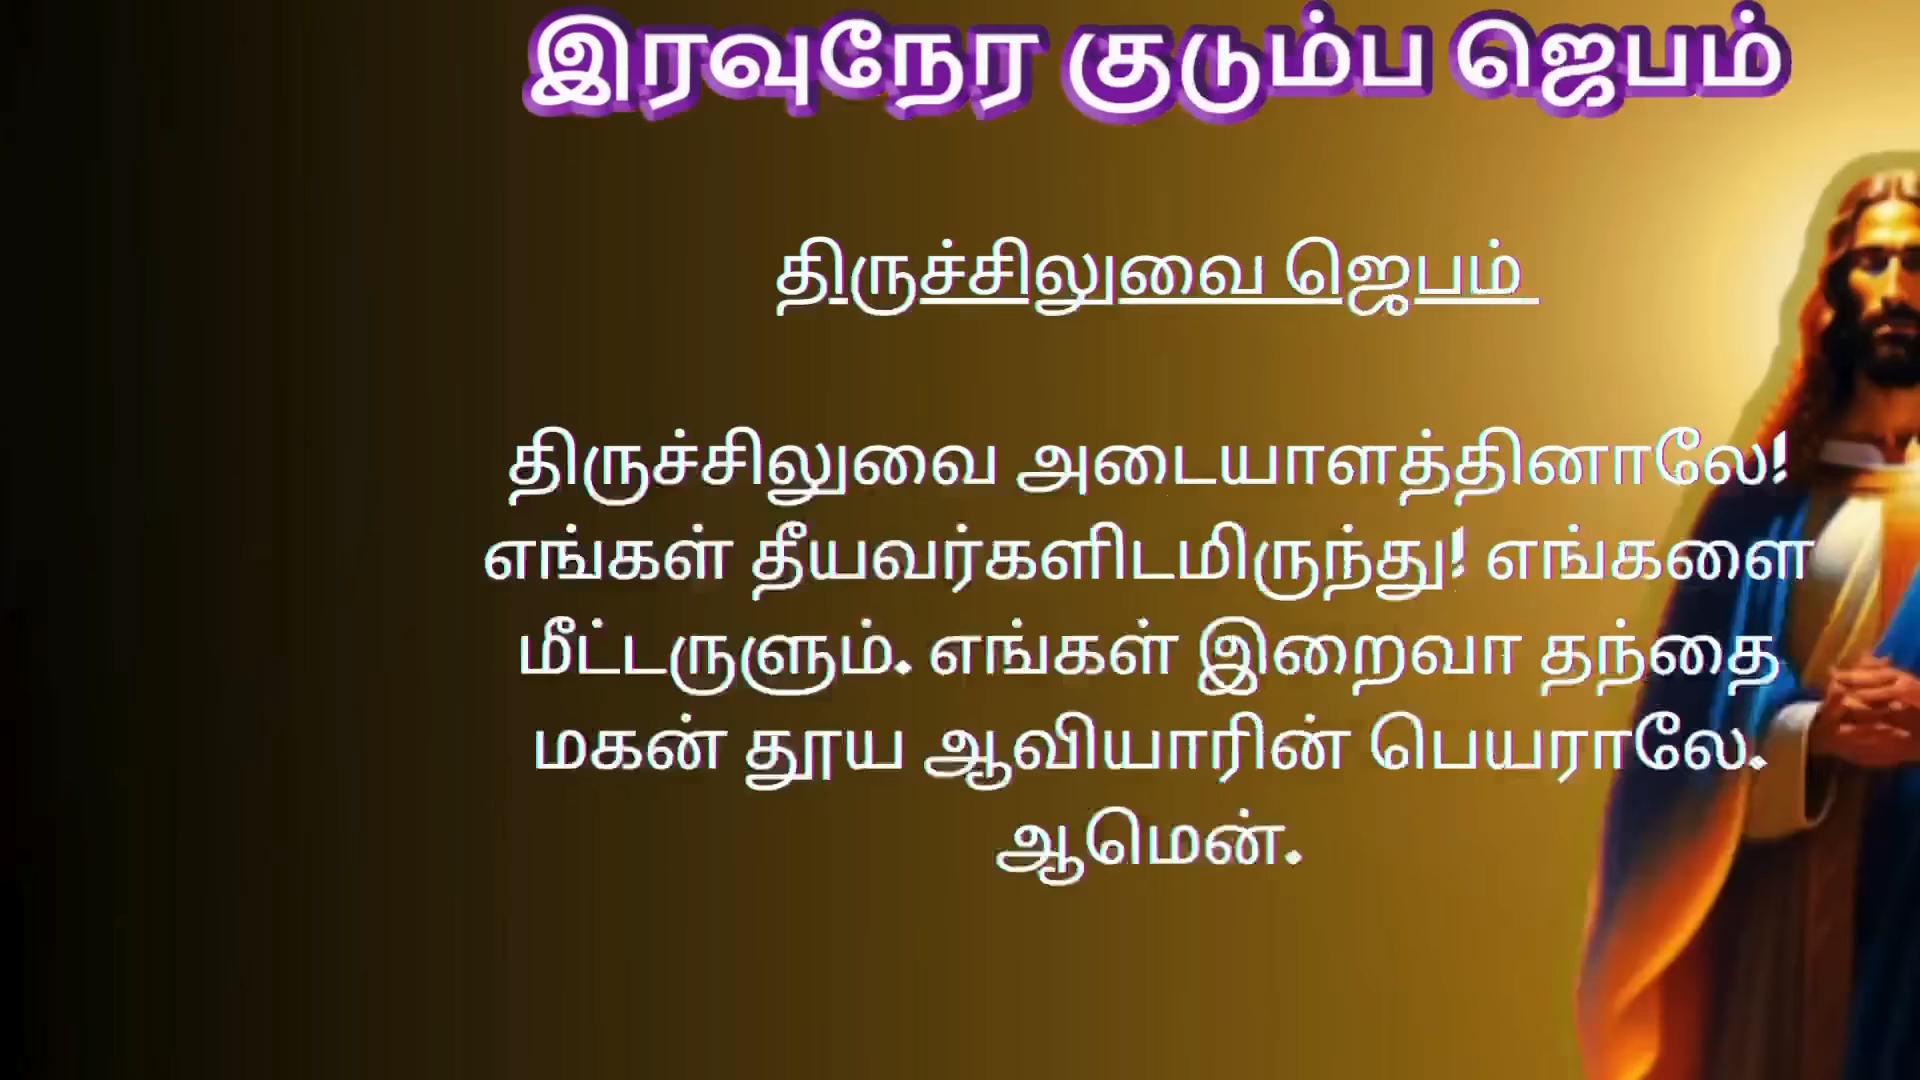 இரவுநேர குடும்ப ஜெபம்
திருச்சிலுவை ஜெபம்
திருச்சிலுவை அடையாளத்தினாலே!
எங்கள் தீயவர்களிடமிருந்து! எங்களை
மீட்டருளும். எங்கள் இறைவா தந்தை
மகன் தூய ஆவியாரின் பெயராலே.
ஆமென்.